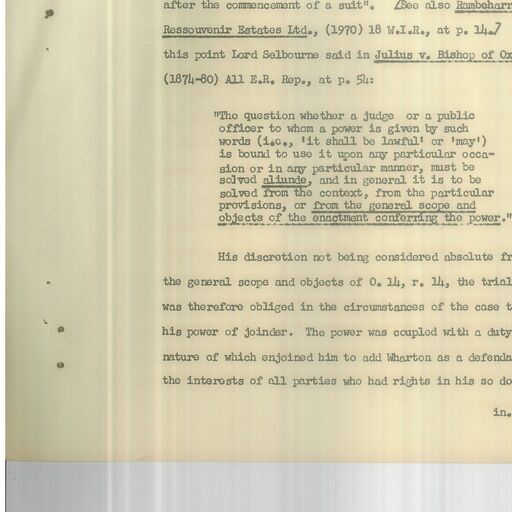 after the commencement of a suit". [See also Rambeharr
Ressouvenir Estates Ltd., (1970) 18 W.I.R., at p. 14.]
this point Lord Selbourne said in Julius v. Bishop of Ox
(1874-80) All E.R. Rep., at p. 54:
"The question whether a judge or a public
officer to whom a power is given by such
words (i.e., 'it shall be lawful' or 'may')
is bound to use it upon any particular occa-
sion or in any particular manner, must be
solved aliunde, and in general it is to be
solved from the context, from the particular
provisions, or from the general scope and
objects of the enactment conferring the power."
His discretion not being considered absolute fr
the general scope and objects of O. 14, r. 14, the trial
was therefore obliged in the circumstances of the case t
his power of joinder. The power was coupled with a duty
nature of which enjoined him to add Wharton as a defenda
the interests of all parties who had rights in his so do
in.